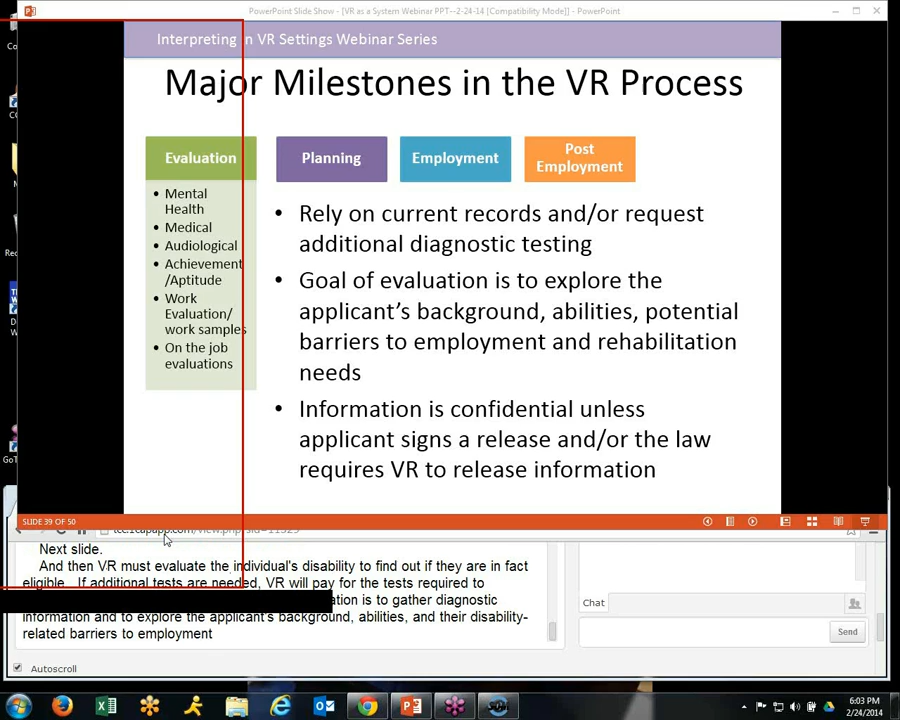 PowerPoint Slide Show - [VR as a System Webinar PPT--2-24-14 [Compatibility Mode]] - PowerPoint
Interpreting in VR Settings Webinar Series
Major Milestones in the VR Process
Evaluation
Planning
Employment
Post
Employment
• Mental
Health
• Medical
• Audiological
• Achievement
/Aptitude
• Work
Evaluation/
work samples
• On the job
evaluations
• Rely on current records and/or request
additional diagnostic testing
• Goal of evaluation is to explore the
applicant's background, abilities, potential
barriers to employment and rehabilitation
needs
• Information is confidential unless
applicant signs a release and/or the law
requires VR to release information
SLIDE 39 OF 50
Next slide.
And then VR must evaluate the individual's disability to find out if they are in fact
eligible. If additional tests are needed, VR will pay for the tests required to
is to gather diagnostic
information and to explore the applicant's background, abilities, and their disability-
related barriers to employment
Chat
Send
Autoscroll
6:03 PM
2/24/2014